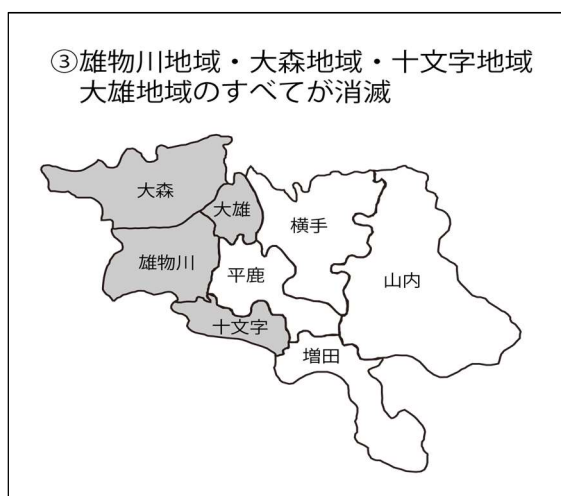 ③雄物川地域・大森地域・十文字地域
大雄地域のすべてが消滅
大森
大雄
横手
雄物川
平鹿
山内
十文字
増田